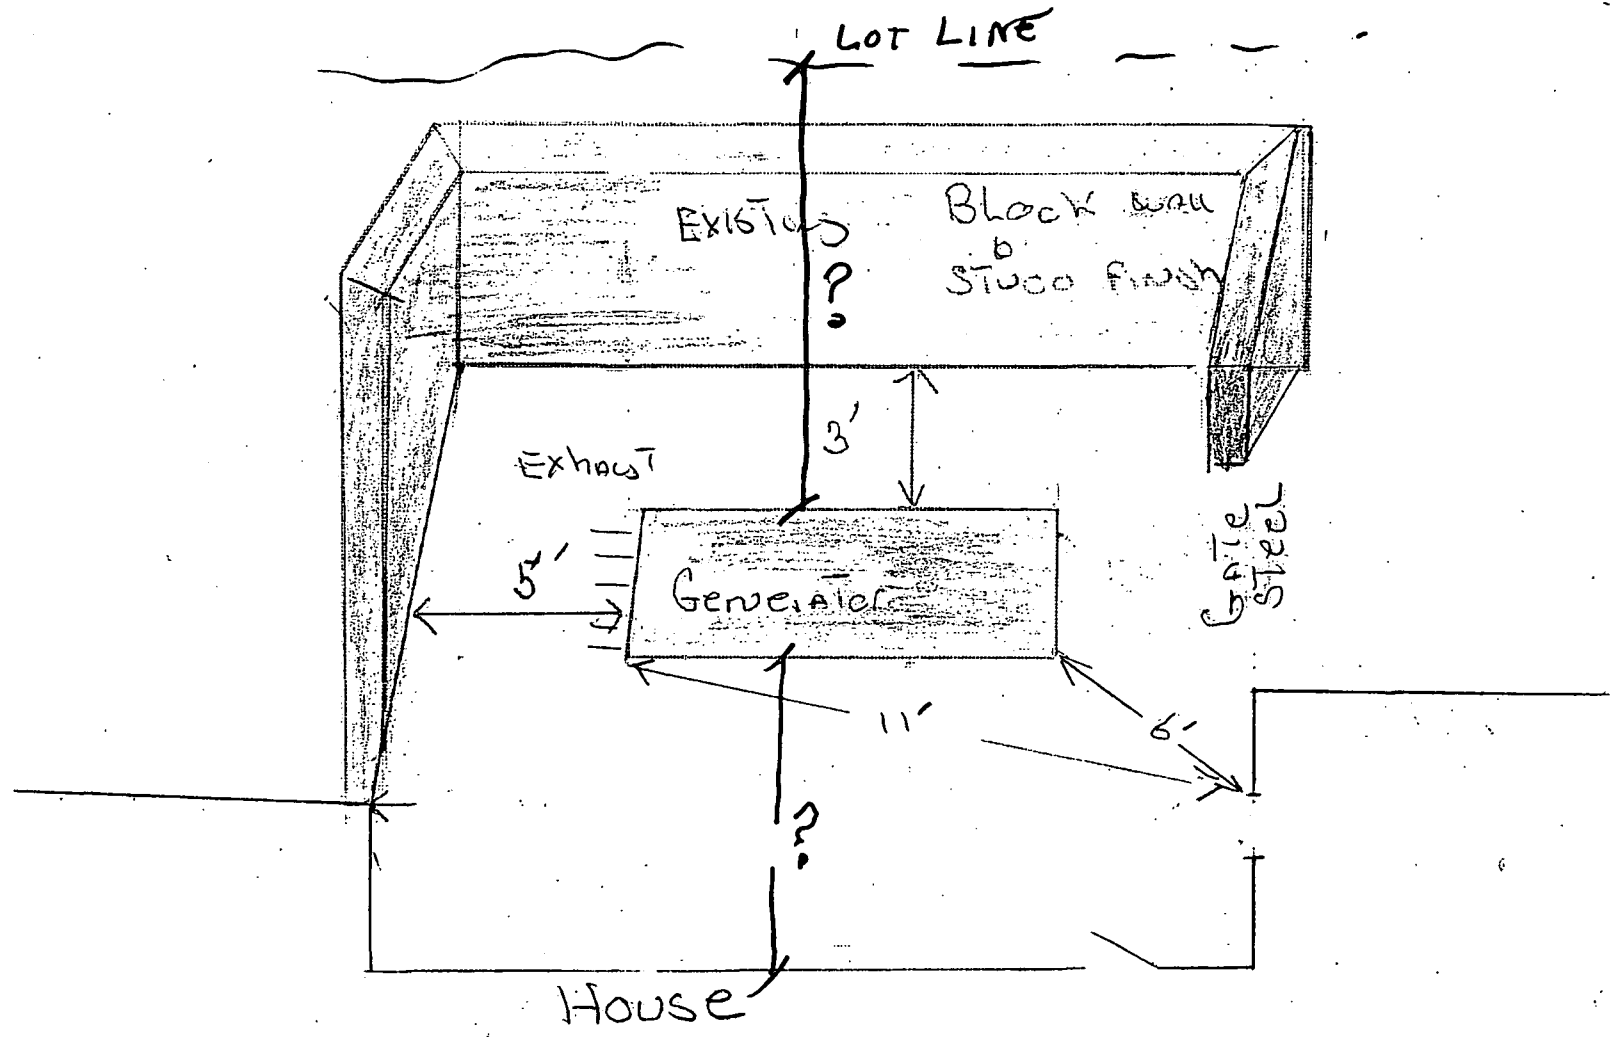 LOT LINE
EXISTING
BLOCK WALL
&
STUCO FINISH
?
3'
EXHAUST
5'
GENERATOR
GATE
STEEL
11'
6'
?
HOUSE